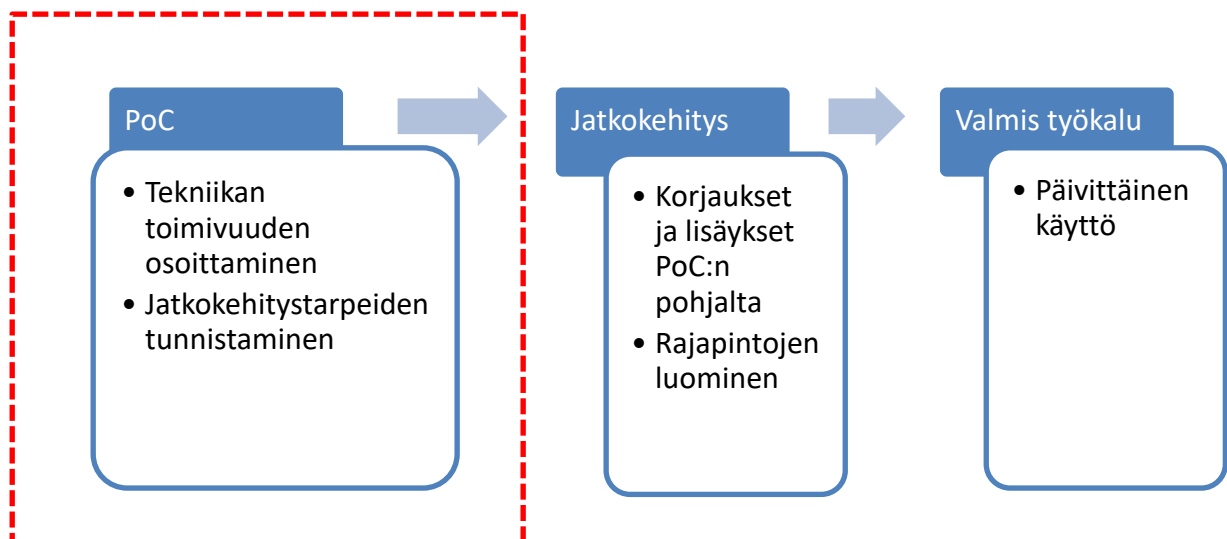 PoC
• Tekniikan
toimivuuden
osoittaminen
• Jatkokehitystarpeiden
tunnistaminen
Jatkokehitys
• Korjaukset
ja lisäykset
PoC:n
pohjalta
• Rajapintojen
luominen
Valmis työkalu
• Päivittäinen
käyttö